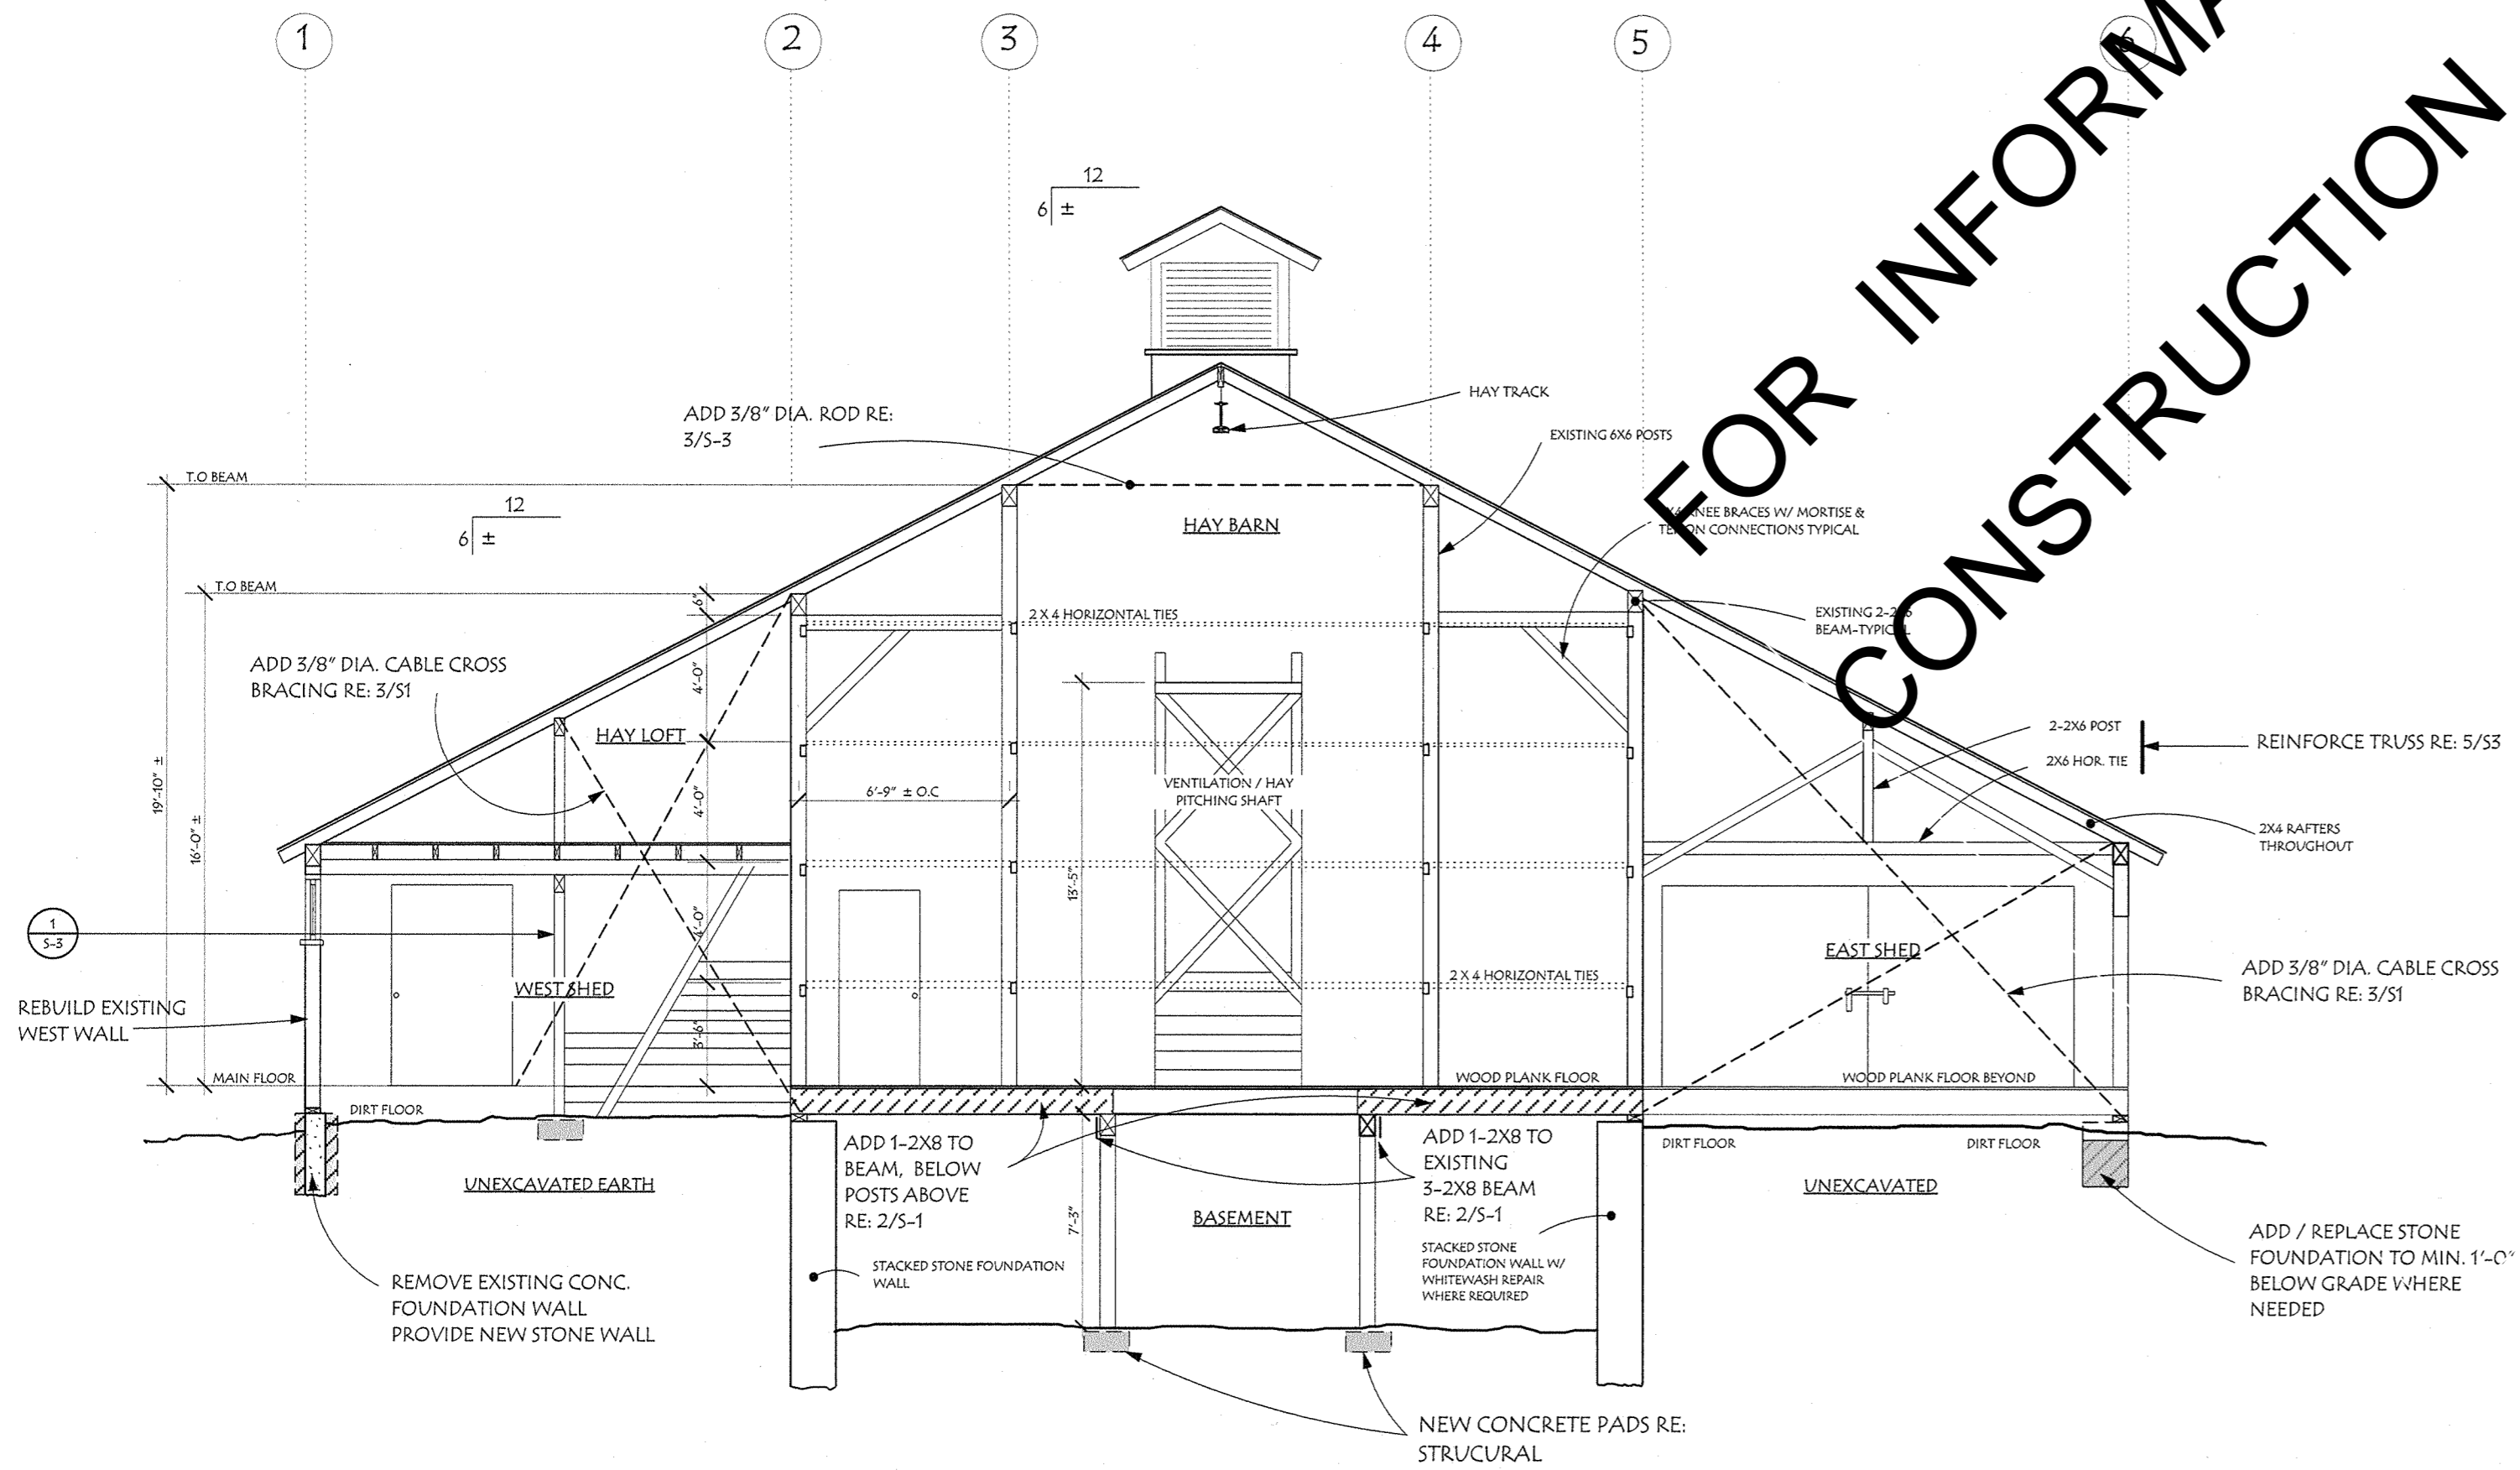 1
2
3
4
5
6
FOR INFORMA
CONSTRUCTION
12
6 ±
HAY TRACK
ADD 3/8" DIA. ROD RE:
3/S-3
EXISTING 6X6 POSTS
T.O BEAM
12
6 ±
HAY BARN
KNEE BRACES W/ MORTISE &
CONNECTIONS TYPICAL
T.O BEAM
6"
2 X 4 HORIZONTAL TIES
EXISTING
BEAM-TYPICAL
ADD 3/8" DIA. CABLE CROSS
BRACING RE: 3/S1
4'-0"
HAY LOFT
2-2X6 POST
REINFORCE TRUSS RE: 5/S3
2X6 HOR. TIE
19'-10" ±
16'-0" ±
4'-0"
6'-9" ± O.C
VENTILATION / HAY
PITCHING SHAFT
2X4 RAFTERS
THROUGHOUT
13'-5"
4'-0"
1
S-3
EAST SHED
WEST SHED
2 X 4 HORIZONTAL TIES
ADD 3/8" DIA. CABLE CROSS
BRACING RE: 3/S1
REBUILD EXISTING
WEST WALL
3'-6"
MAIN FLOOR
WOOD PLANK FLOOR
WOOD PLANK FLOOR BEYOND
DIRT FLOOR
DIRT FLOOR
DIRT FLOOR
ADD 1-2X8 TO
BEAM, BELOW
POSTS ABOVE
RE: 2/S-1
ADD 1-2X8 TO
EXISTING
3-2X8 BEAM
RE: 2/S-1
UNEXCAVATED EARTH
UNEXCAVATED
7'-3"
BASEMENT
STACKED STONE FOUNDATION
WALL
STACKED STONE
FOUNDATION WALL W/
WHITEWASH REPAIR
WHERE REQUIRED
ADD / REPLACE STONE
FOUNDATION TO MIN. 1'-0"
BELOW GRADE WHERE
NEEDED
REMOVE EXISTING CONC.
FOUNDATION WALL
PROVIDE NEW STONE WALL
NEW CONCRETE PADS RE:
STRUCURAL